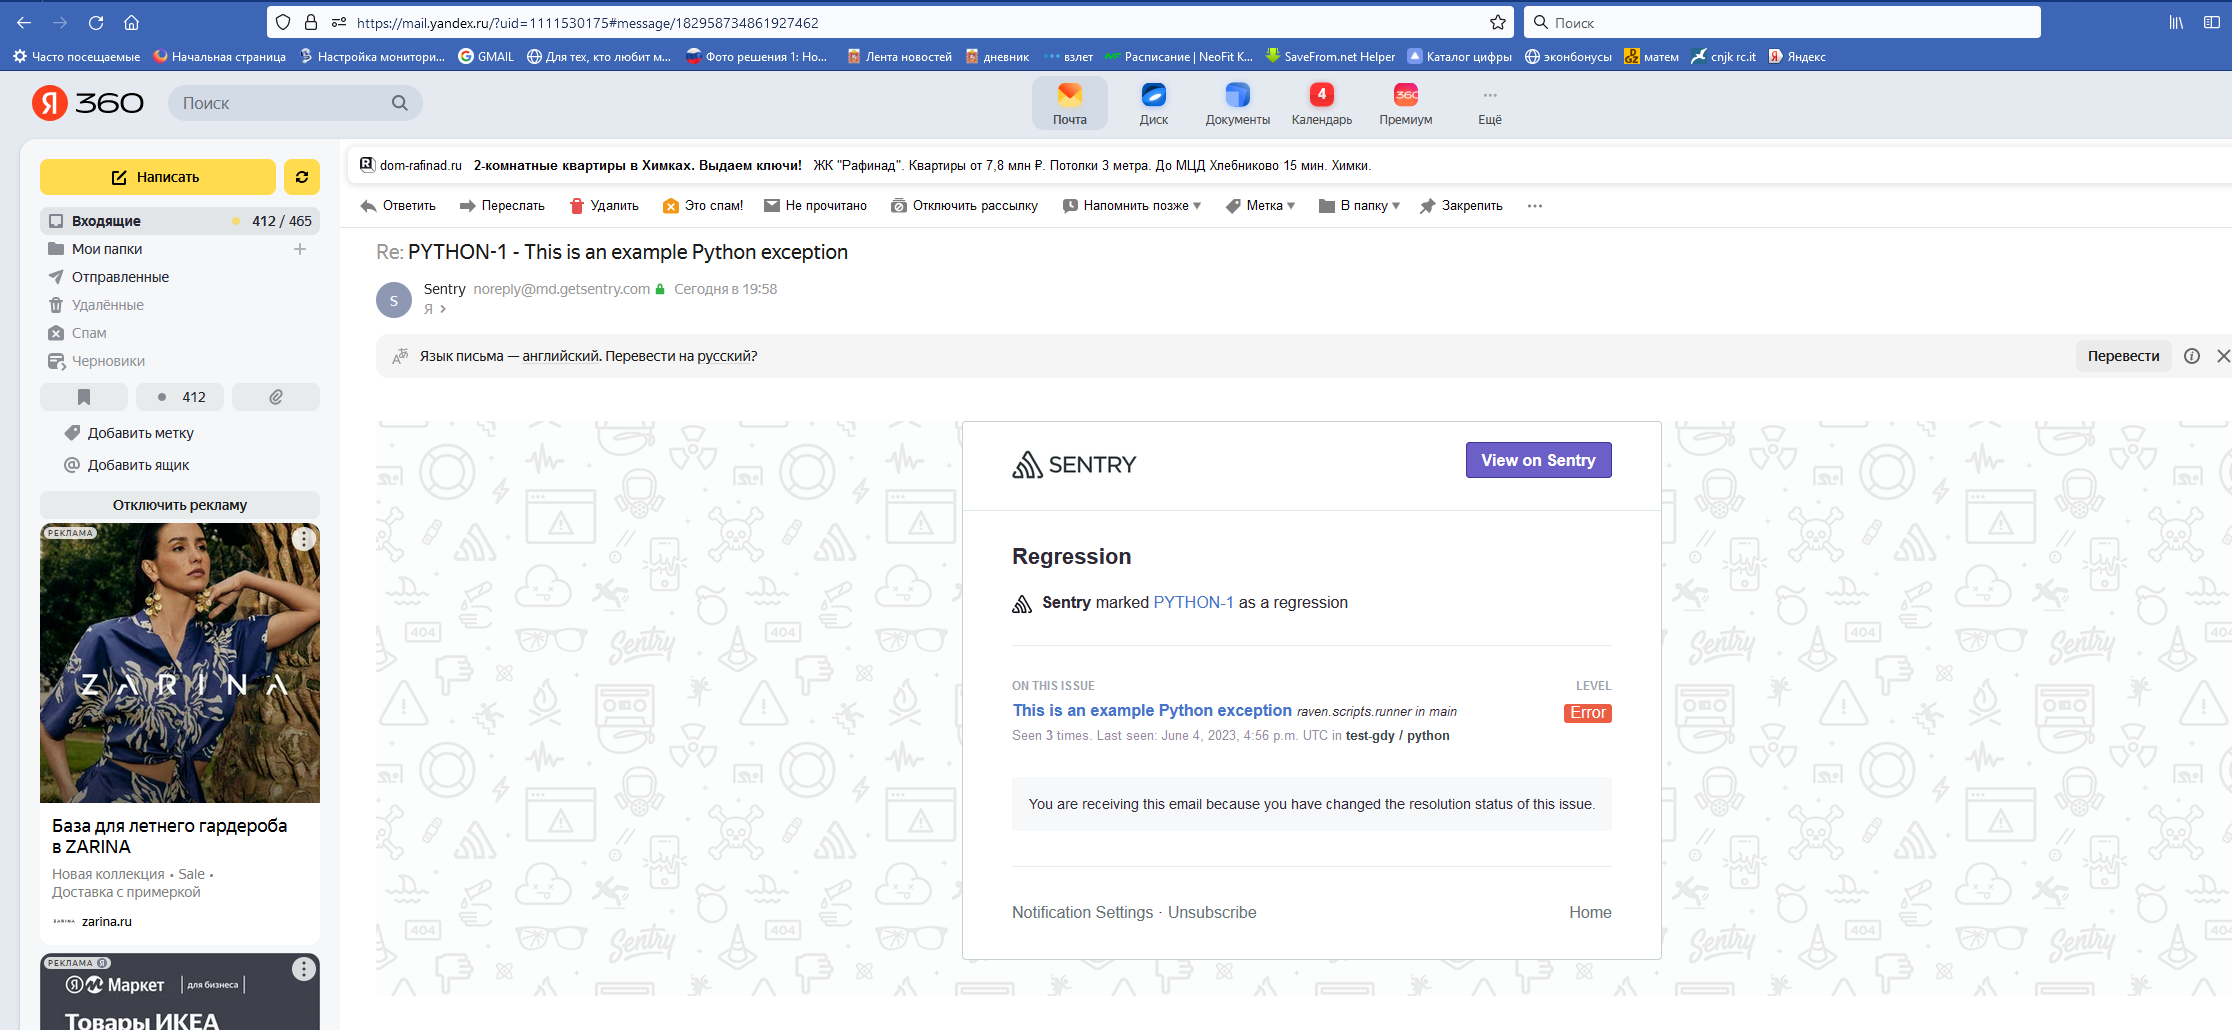 https://mail.yandex.ru/?uid=1111530175#message/182958734861927462
Поиск
Часто посещаемые
Начальная страница
Настройка монитори...
GMAIL
Для тех, кто любит м...
Фото решения 1: Но...
Лента новостей
дневник
взлет
Расписание | NeoFit К...
SaveFrom.net Helper
Каталог цифры
эконбонусы
матем
cnjk rc.it
Яндекс
Я 360
Поиск
Почта
Диск
Документы
4
Календарь
360
Премиум
Ещё
Написать
dom-rafinad.ru 2-комнатные квартиры в Химках. Выдаем ключи! ЖК "Рафинад". Квартиры от 7,8 млн ₽. Потолки 3 метра. До МЦД Хлебниково 15 мин. Химки.
Ответить
Переслать
Удалить
Это спам!
Не прочитано
Отключить рассылку
Напомнить позже
Метка
В папку
Закрепить
Входящие 412 / 465
Мои папки
Отправленные
Удалённые
Спам
Черновики
412
Добавить метку
Добавить ящик
Отключить рекламу
РЕКЛАМА
ZARINA
База для летнего гардероба
в ZARINA
Новая коллекция • Sale •
Доставка с примеркой
ZARINA zarina.ru
РЕКЛАМА Я
Я М Маркет | для бизнеса |
Товары ИКЕА
Re: PYTHON-1 - This is an example Python exception
S
Sentry noreply@md.getsentry.com Сегодня в 19:58
Я
Язык письма — английский. Перевести на русский?
Перевести
SENTRY
View on Sentry
Regression
Sentry marked PYTHON-1 as a regression
ON THIS ISSUE
LEVEL
This is an example Python exception raven.scripts.runner in main
Error
Seen 3 times. Last seen: June 4, 2023, 4:56 p.m. UTC in test-gdy / python
You are receiving this email because you have changed the resolution status of this issue.
Notification Settings · Unsubscribe
Home
404
Sentry